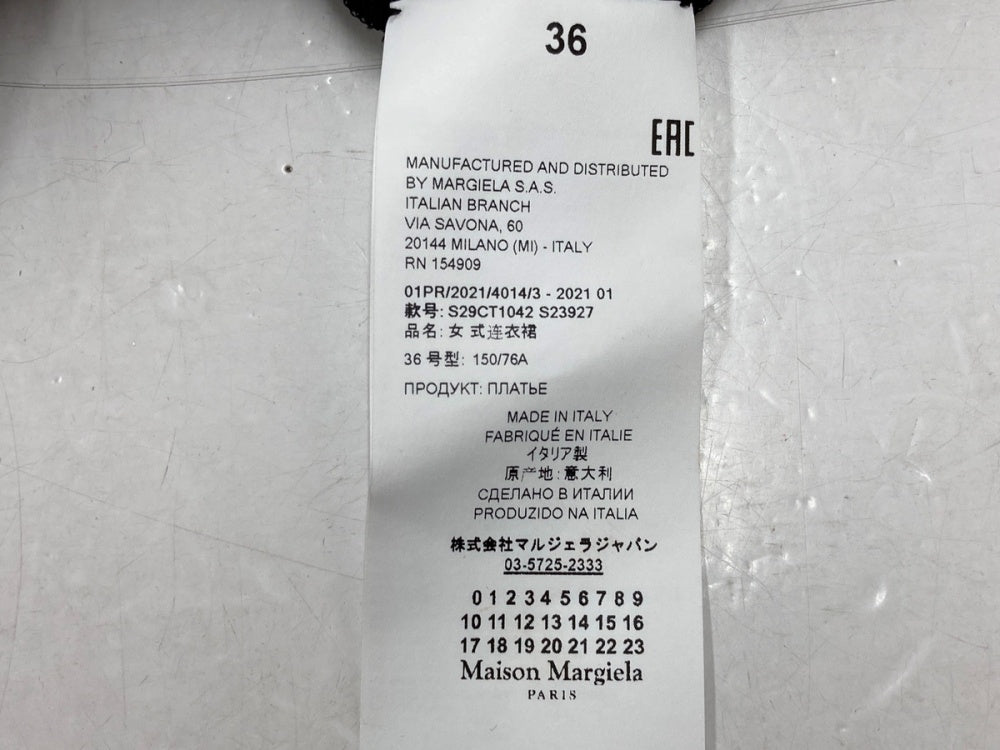 36
EAC
MANUFACTURED AND DISTRIBUTED
BY MARGIELA S.A.S.
ITALIAN BRANCH
VIA SAVONA, 60
20144 MILANO (MI) - ITALY
RN 154909
01PR/2021/4014/3 - 2021 01
款号: S29CT1042 S23927
品名: 女 式连衣裙
36 号型: 150/76A
ПРОДУКТ: ПЛАТЬЕ
MADE IN ITALY
FABRIQUÉ EN ITALIE
イタリア製
原产地: 意大利
СДЕЛАНО В ИТАЛИИ
PRODUZIDO NA ITALIA
株式会社マルジェラジャパン
03-5725-2333
0 1 2 3 4 5 6 7 8 9
10 11 12 13 14 15 16
17 18 19 20 21 22 23
Maison Margiela
PARIS